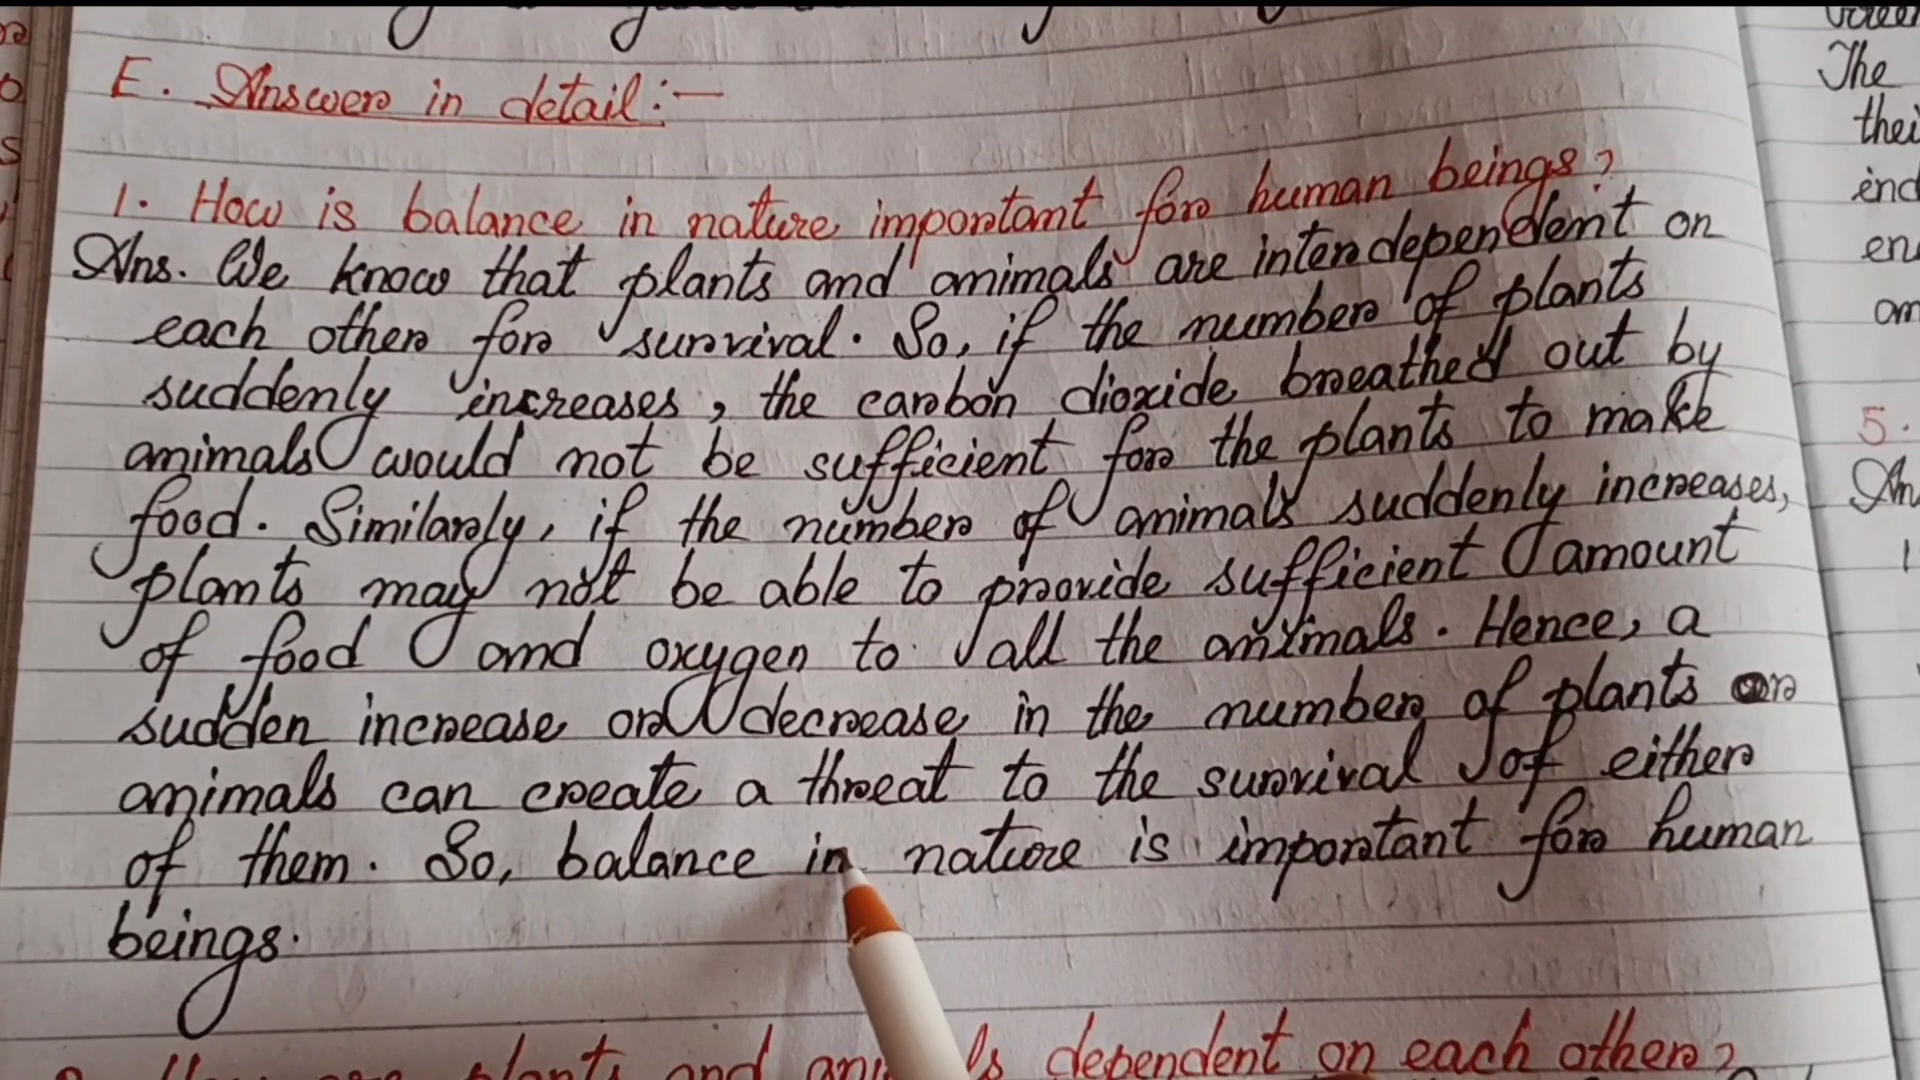 E. Answer in detail:-
1. How is balance in nature important for human beings?
Ans. We know that plants and animals are interdependent on
each other for survival. So, if the number of plants
suddenly increases, the carbon dioxide breathed out by
animals would not be sufficient for the plants to make
food. Similarly, if the number of animals suddenly increases,
plants may not be able to provide sufficient amount
of food and oxygen to all the animals. Hence, a
sudden increase or decrease in the number of plants or
animals can create a threat to the survival of either
of them. So, balance in nature is important for human
beings.
plants and dependent on each other?
The
5.